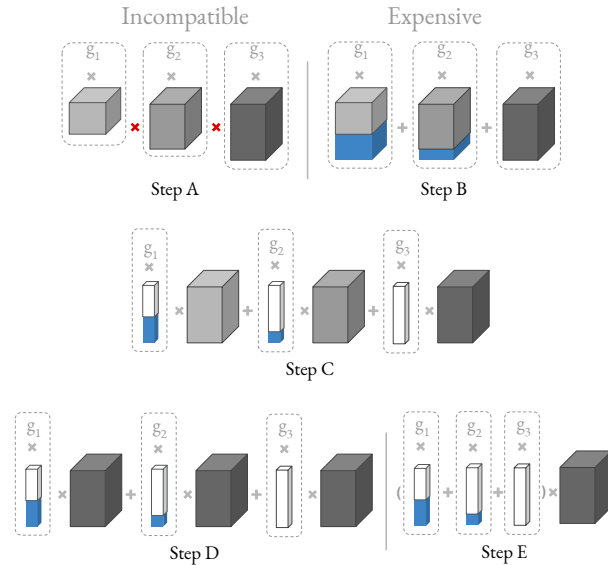 Incompatible Expensive
g₁ g₂ g₃ g₁ g₂ g₃
× × × × × ×
× × + +
Step A Step B
g₁ g₂ g₃
× × ×
× + × + ×
Step C
g₁ g₂ g₃ g₁ g₂ g₃
× × × × × ×
× + × + × ( + + ) ×
Step D Step E